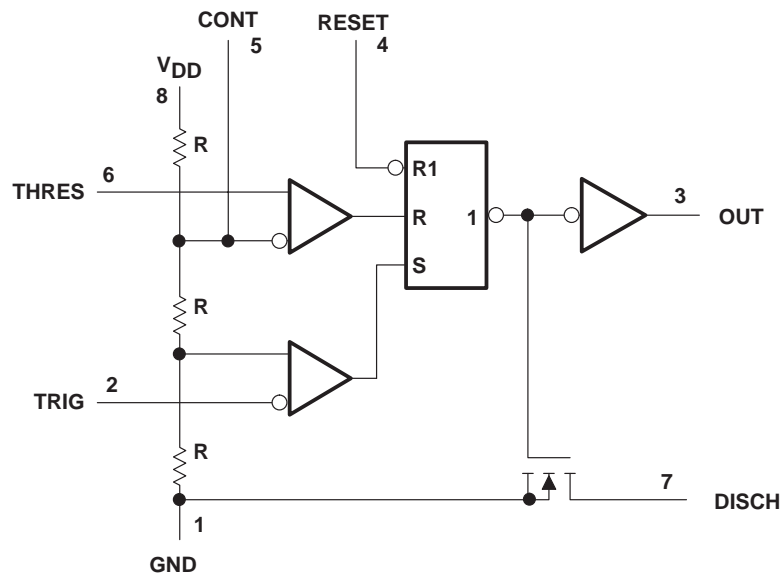 CONT
5
RESET
4
VDD
8
R
6
THRES
R1
R
1
3
OUT
S
R
2
TRIG
R
7
DISCH
1
GND